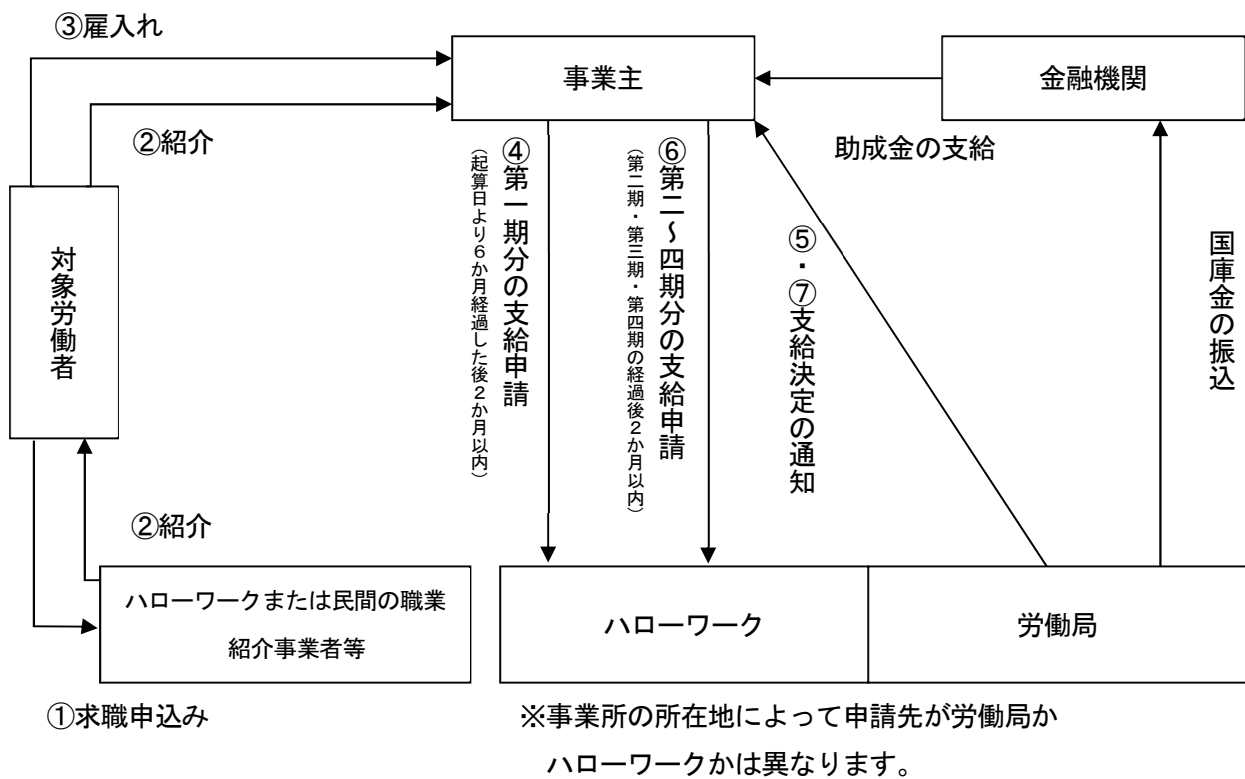 ③雇入れ
事業主
金融機関
②紹介
助成金の支給
④第一期分の支給申請
（起算日より６か月経過した後２か月以内）
⑥第二～四期分の支給申請
（第二期・第三期・第四期の経過後２か月以内）
⑤・⑦支給決定の通知
国庫金の振込
対象労働者
②紹介
ハローワークまたは民間の職業
紹介事業者等
ハローワーク
労働局
①求職申込み
※事業所の所在地によって申請先が労働局か
ハローワークかは異なります。